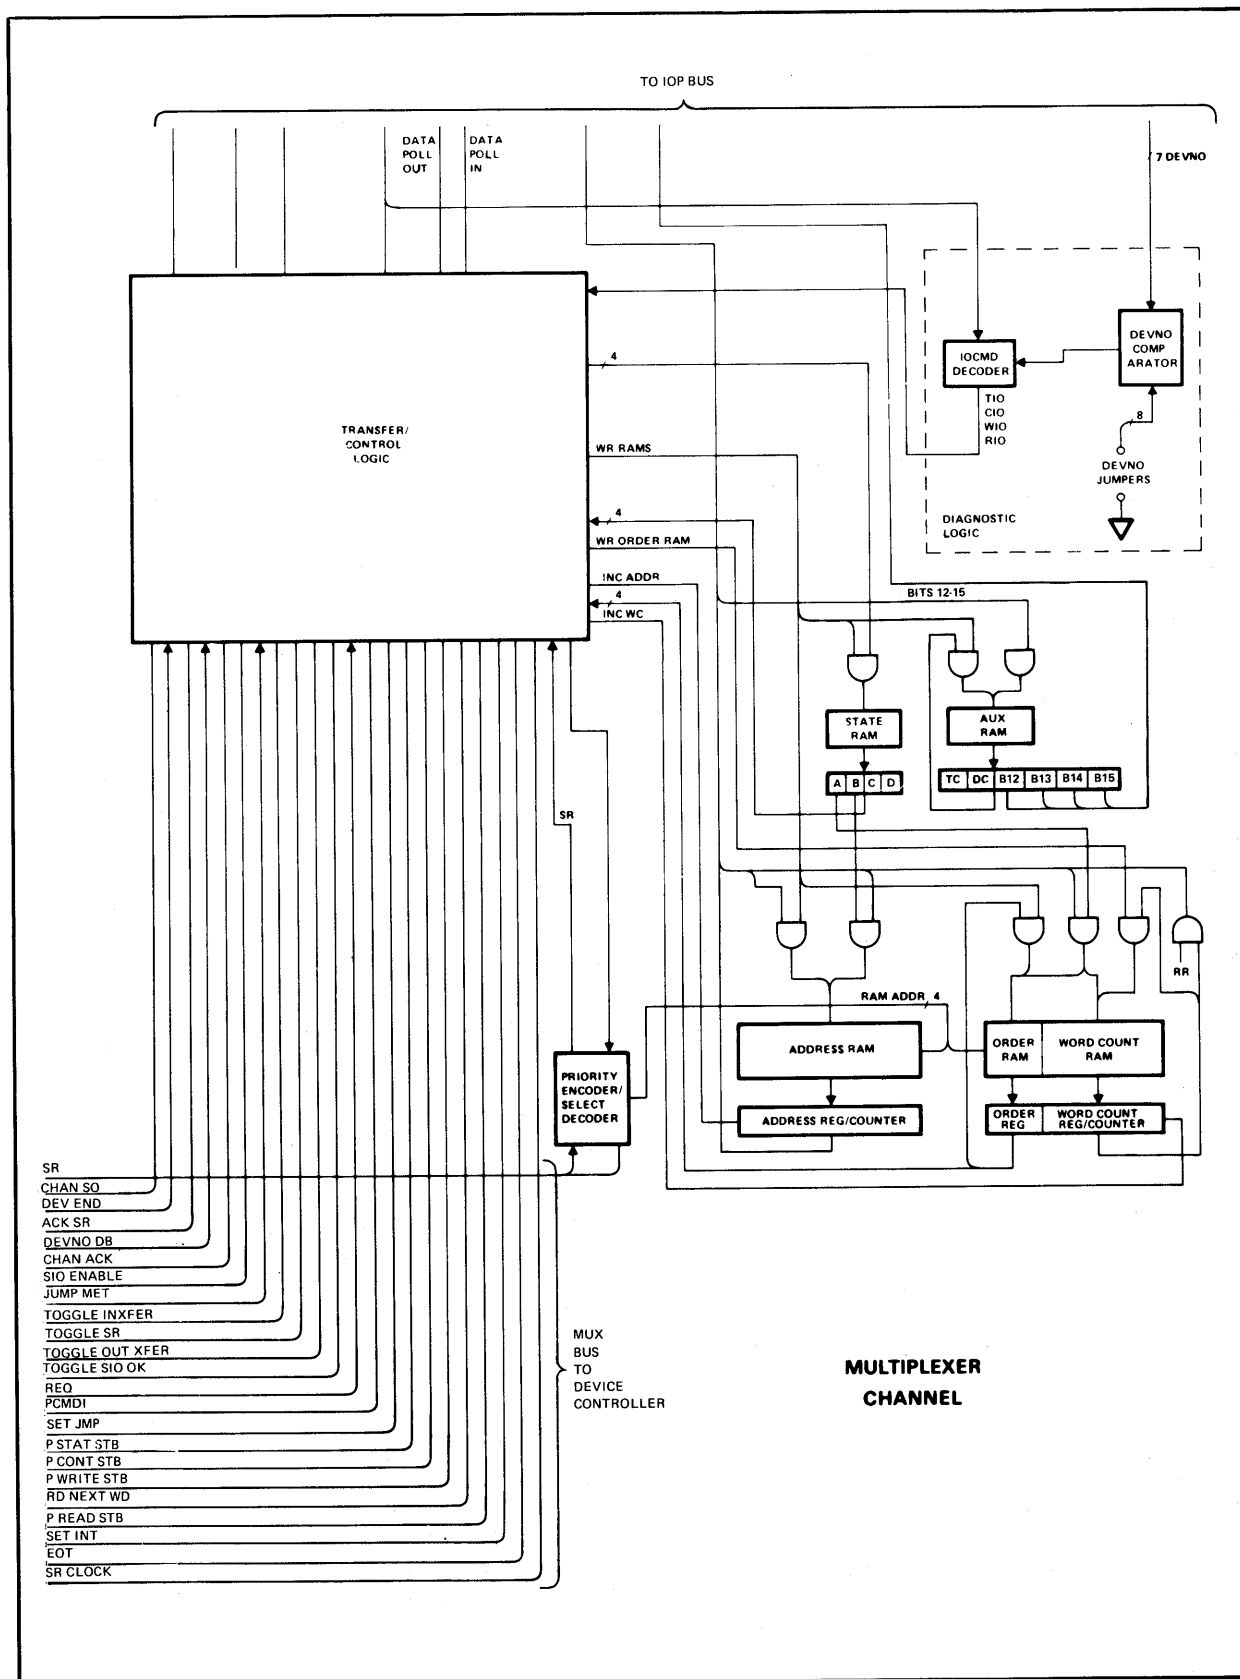 TO IOP BUS
DATA
POLL
OUT
DATA
POLL
IN
7 DEVNO
DEVNO
COMP
ARATOR
IOCMD
DECODER
TIO
CIO
WIO
RIO
8
DEVNO
JUMPERS
DIAGNOSTIC
LOGIC
TRANSFER/
CONTROL
LOGIC
4
WR RAMS
4
WR ORDER RAM
INC ADDR
4
INC WC
BITS 12-15
STATE
RAM
AUX
RAM
A B C D
TC DC B12 B13 B14 B15
SR
RR
RAM ADDR 4
ADDRESS RAM
ORDER
RAM
WORD COUNT
RAM
PRIORITY
ENCODER/
SELECT
DECODER
ADDRESS REG/COUNTER
ORDER
REG
WORD COUNT
REG/COUNTER
SR
CHAN SO
DEV END
ACK SR
DEVNO DB
CHAN ACK
SIO ENABLE
JUMP MET
TOGGLE INXFER
TOGGLE SR
TOGGLE OUT XFER
TOGGLE SIO OK
REQ
PCMDI
SET JMP
P STAT STB
P CONT STB
P WRITE STB
RD NEXT WD
P READ STB
SET INT
EOT
SR CLOCK
MUX
BUS
TO
DEVICE
CONTROLLER
MULTIPLEXER
CHANNEL